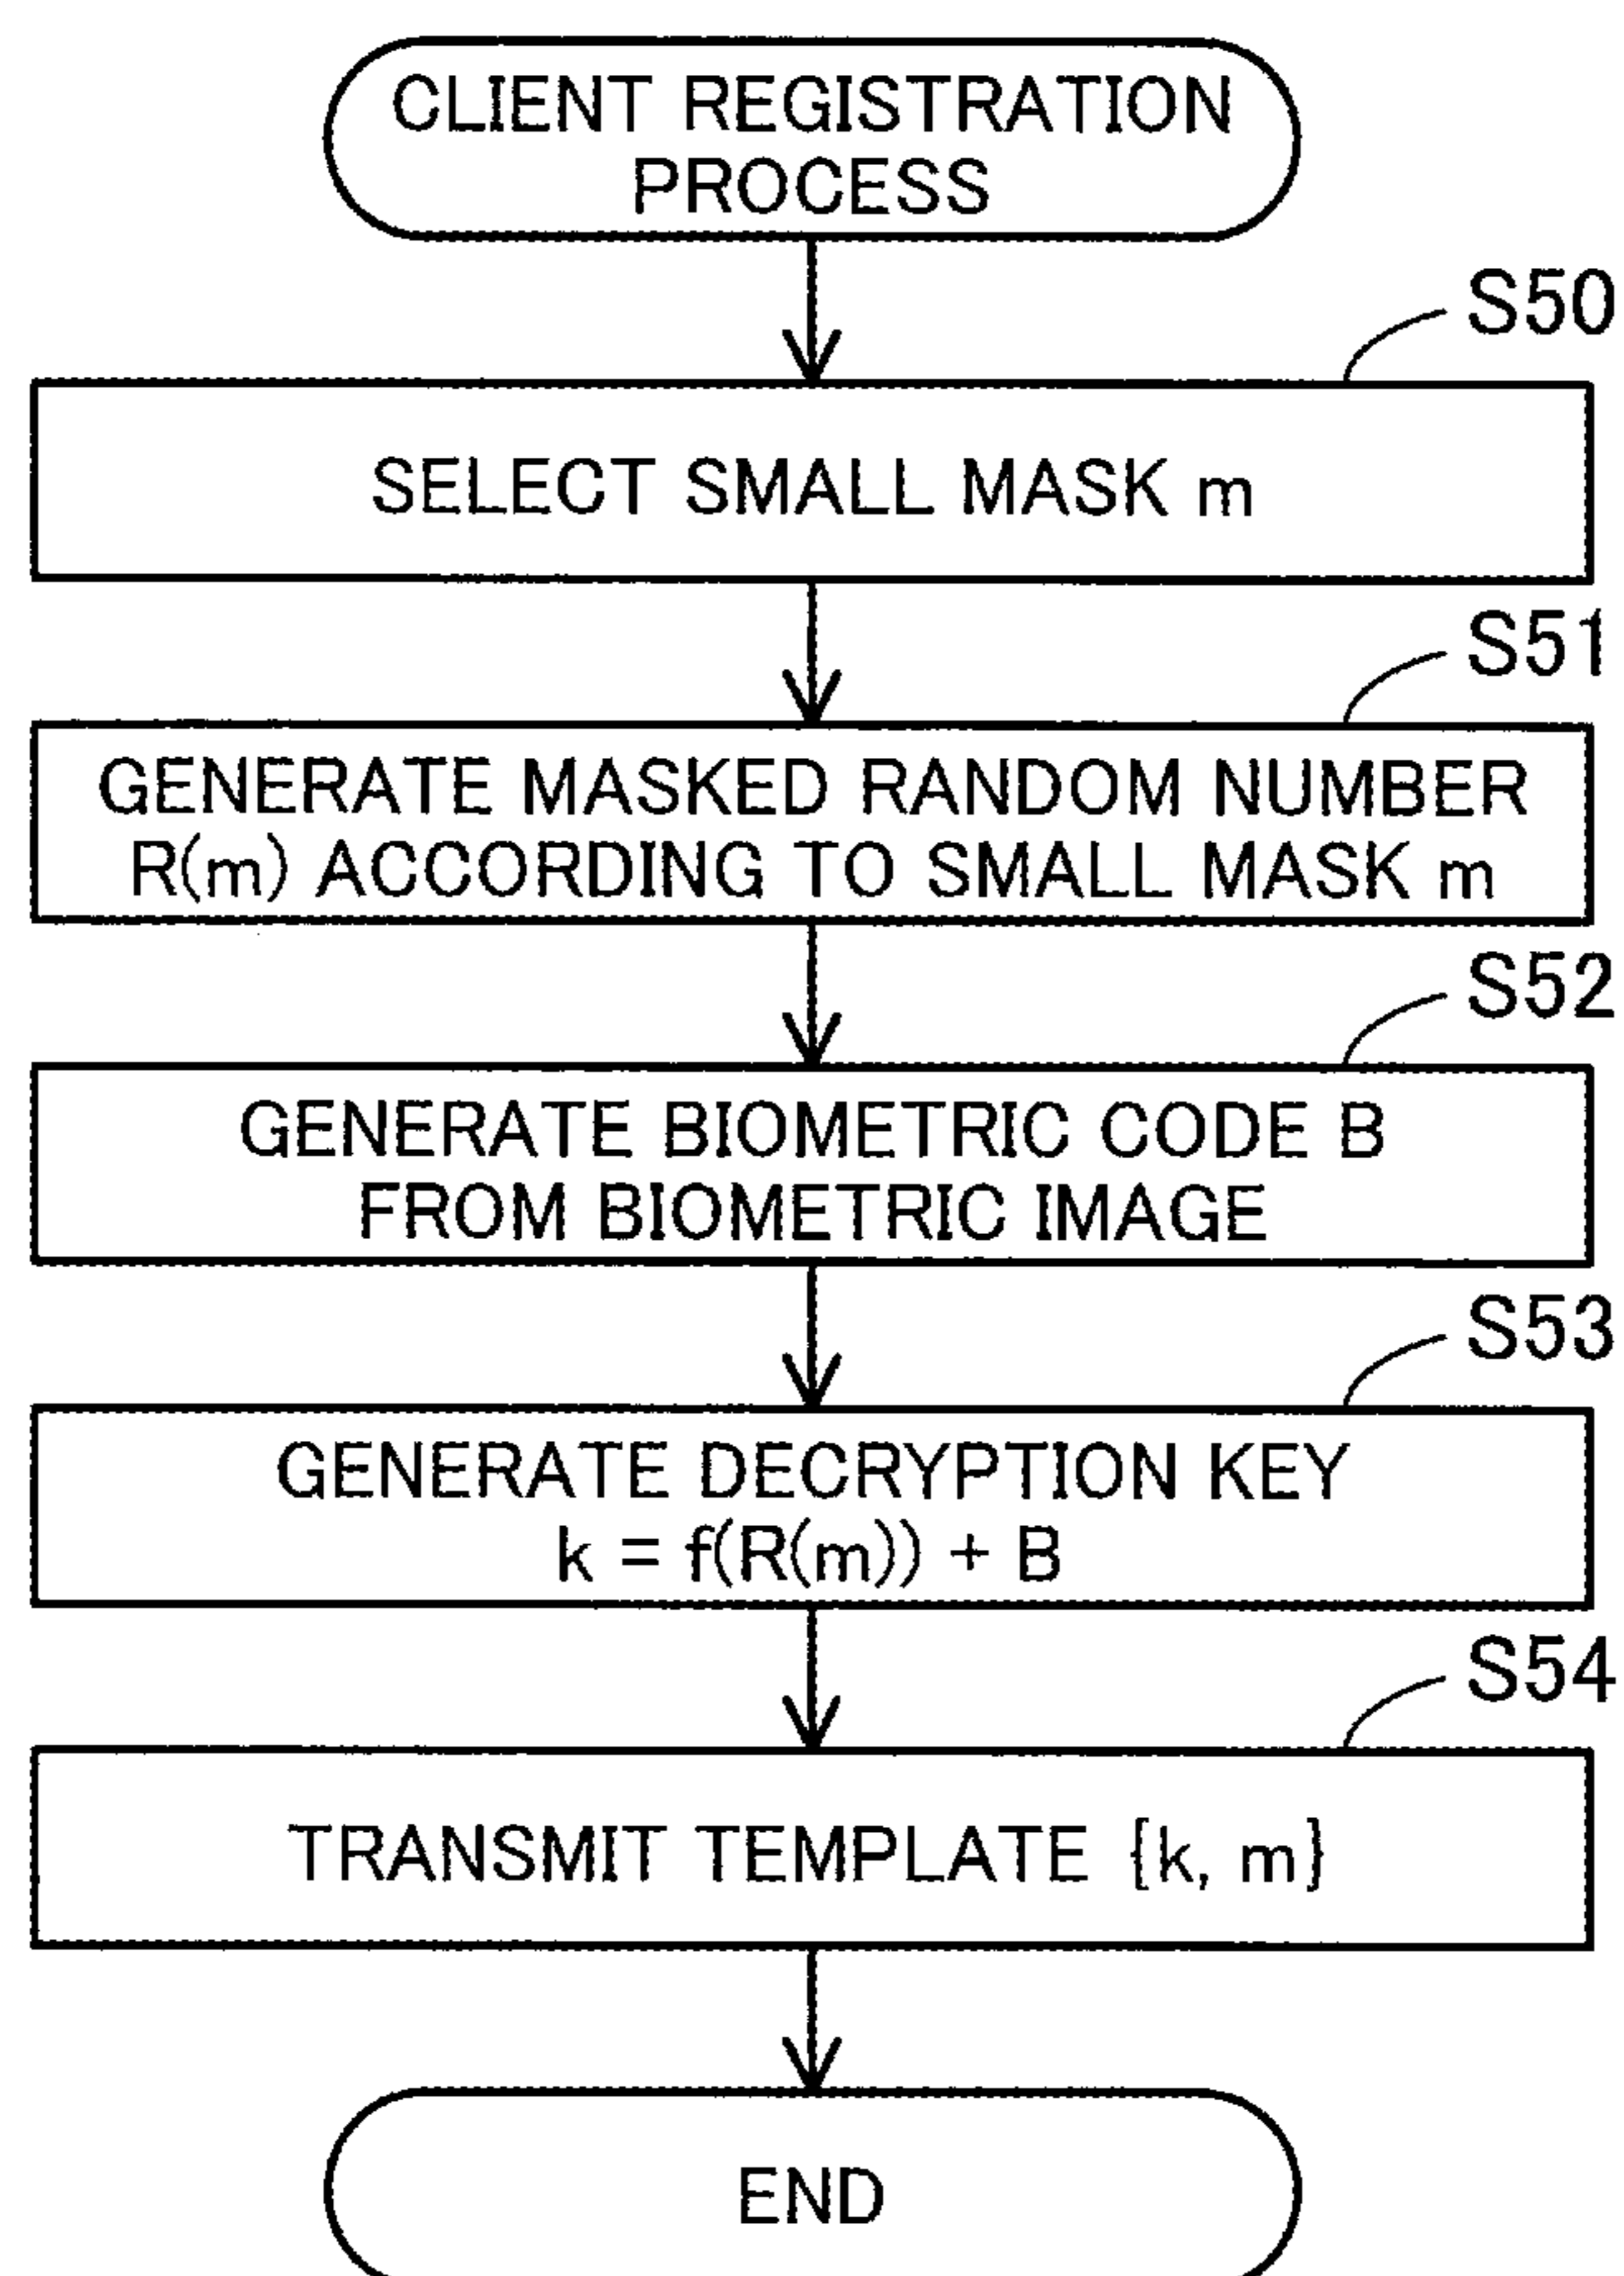 CLIENT REGISTRATION
PROCESS
S50
SELECT SMALL MASK m
S51
GENERATE MASKED RANDOM NUMBER
R(m) ACCORDING TO SMALL MASK m
S52
GENERATE BIOMETRIC CODE B
FROM BIOMETRIC IMAGE
S53
GENERATE DECRYPTION KEY
k = f(R(m)) + B
S54
TRANSMIT TEMPLATE {k, m}
END